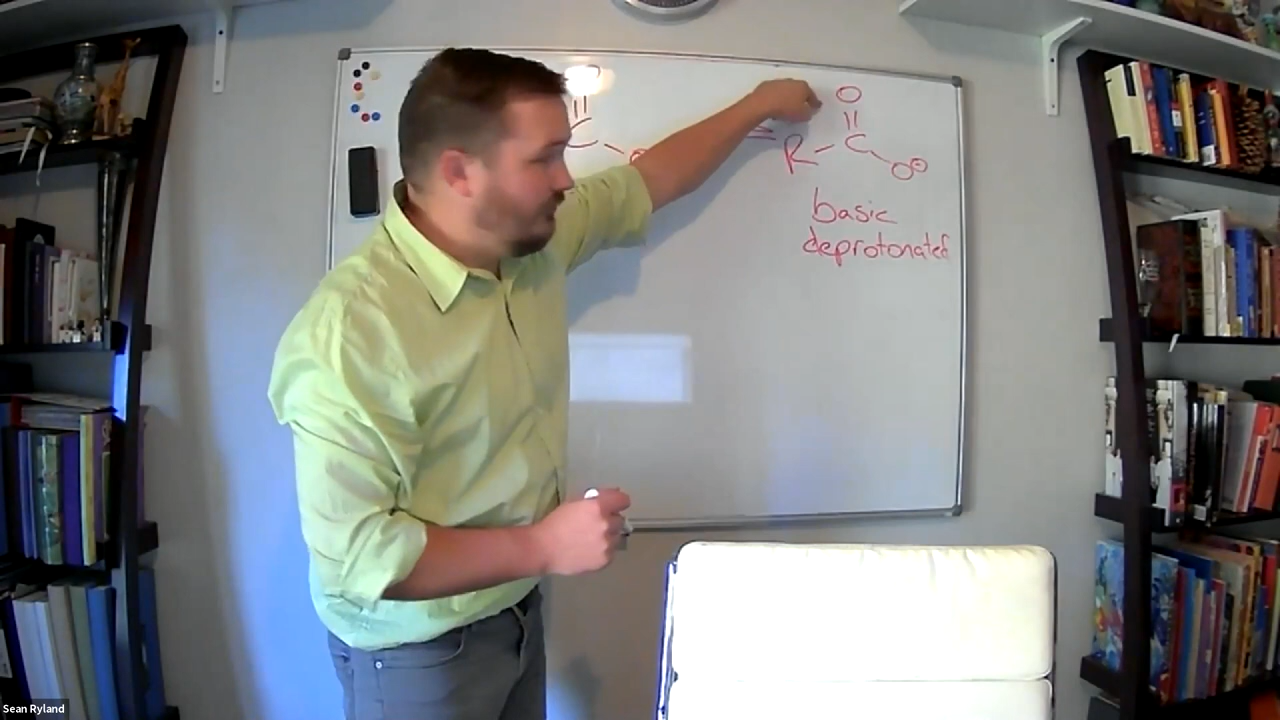 O
C
R
C
O⊖
basic
deprotonated
Sean Ryland